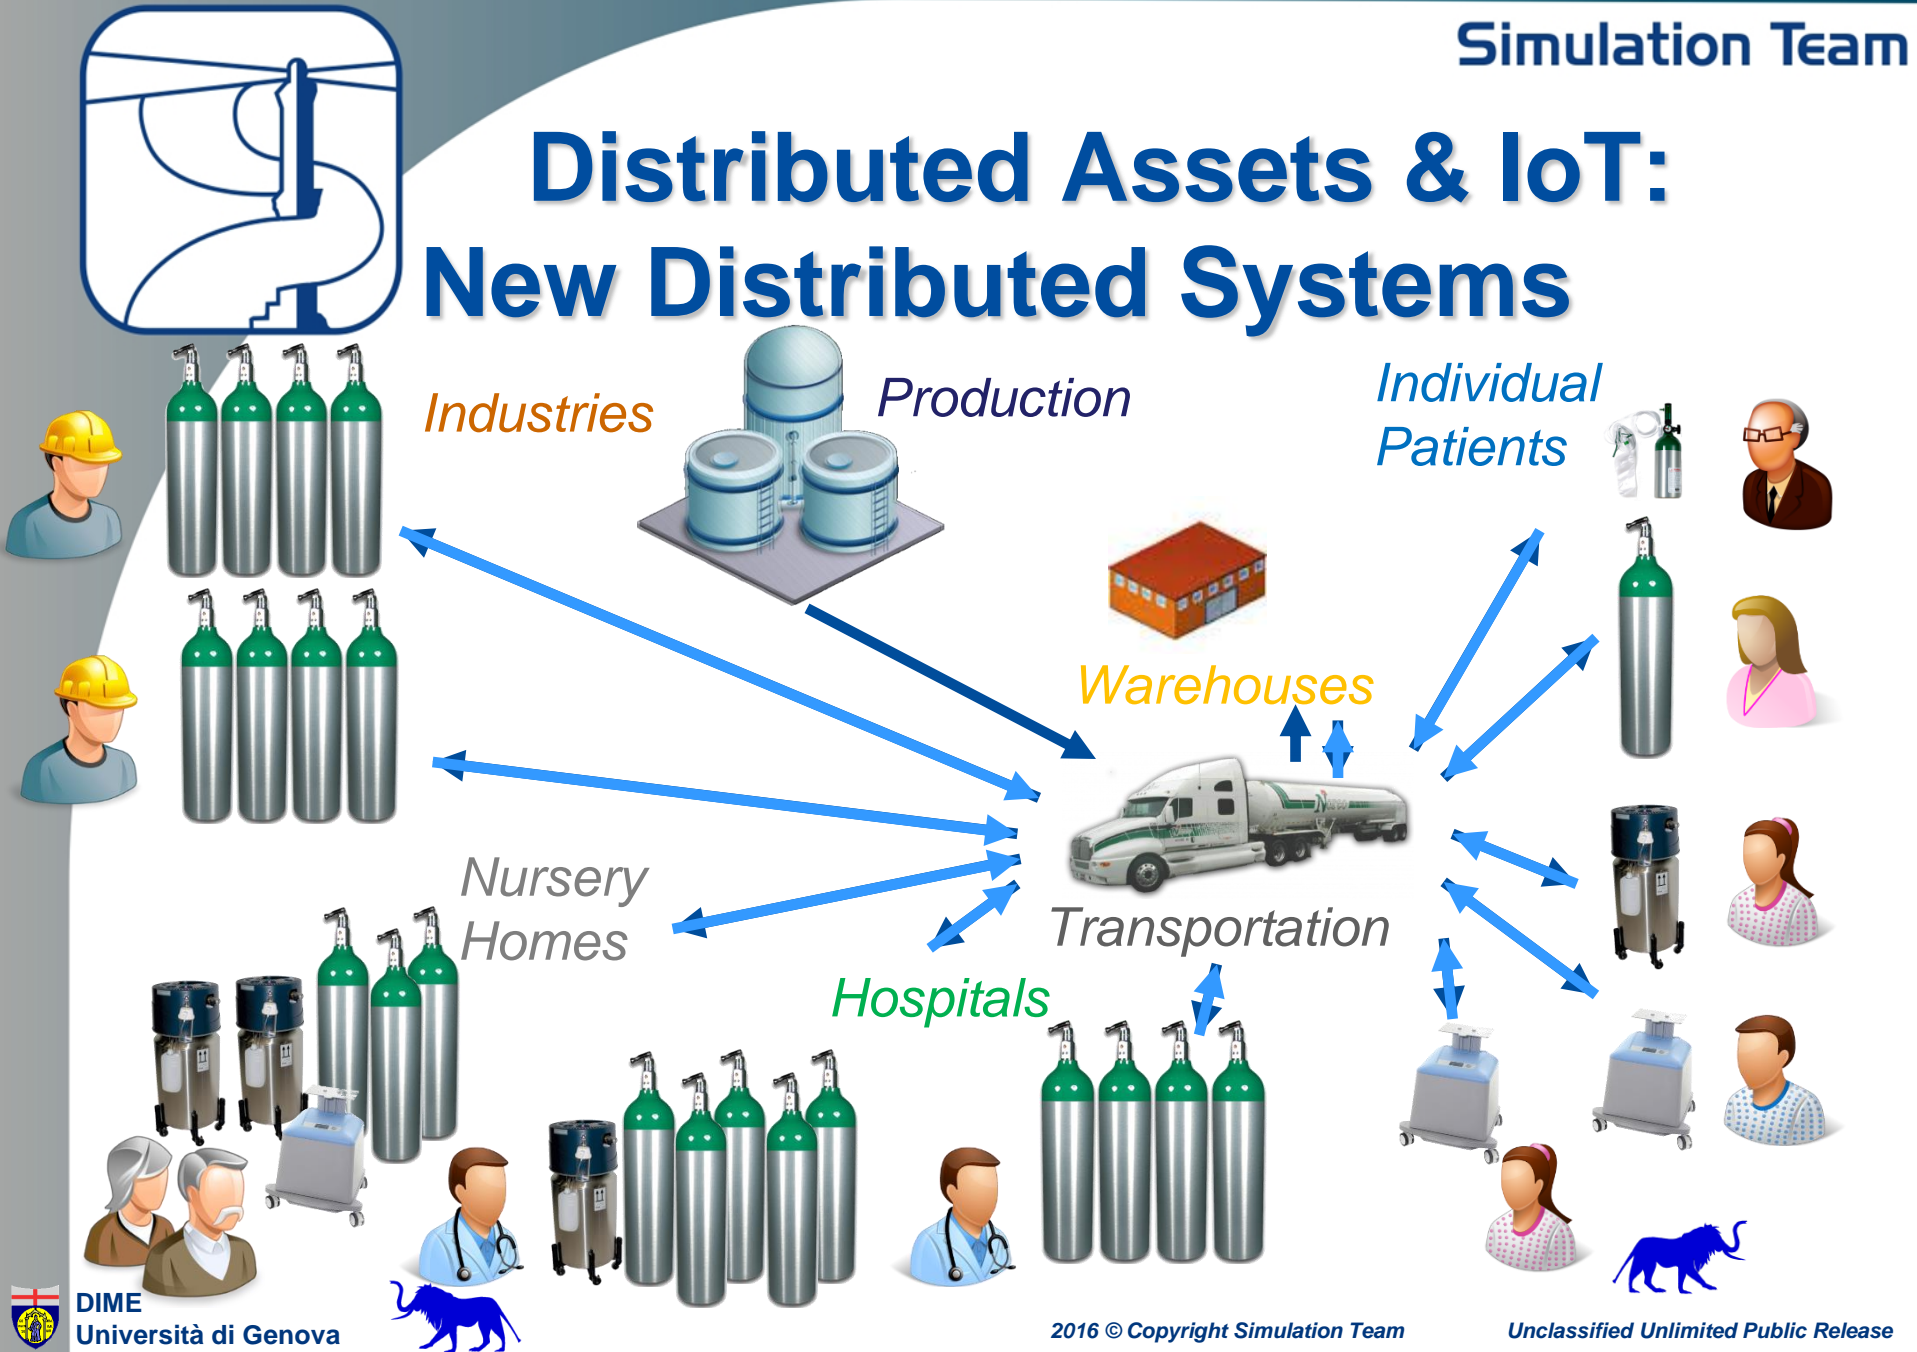 Simulation Team
Distributed Assets & IoT:
New Distributed Systems
Industries
Production
Individual
Patients
Warehouses
Nursery
Homes
Transportation
Hospitals
DIME
Università di Genova
2016 © Copyright Simulation Team
Unclassified Unlimited Public Release